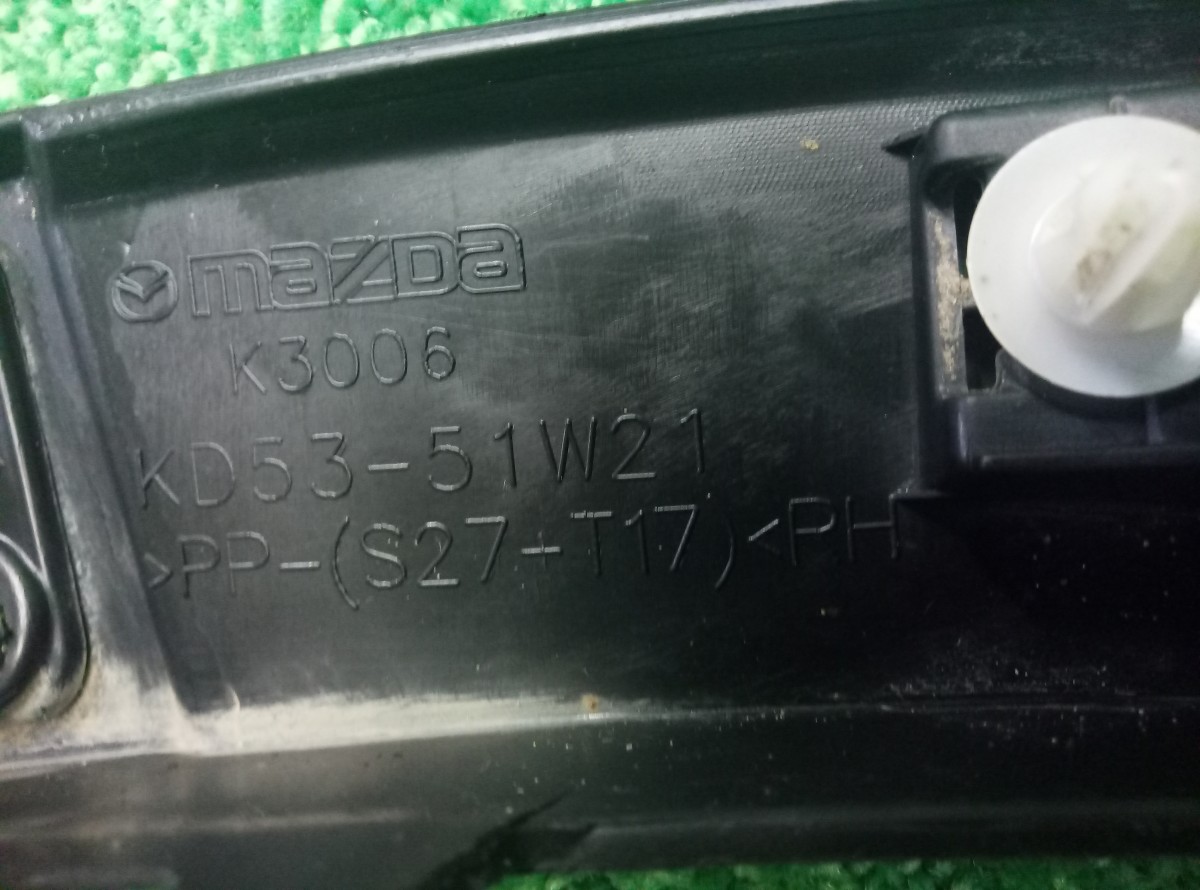 mazda
K3006
KD53-51W21
>PP-(S27+T17)<PH